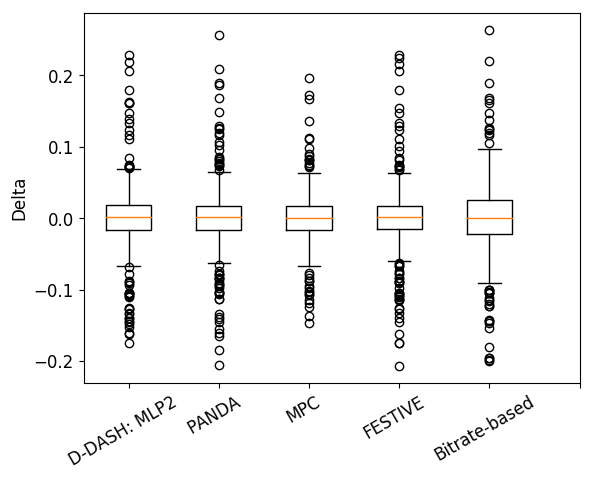 Delta
0.2
0.1
0.0
−0.1
−0.2
D-DASH: MLP2
PANDA
MPC
FESTIVE
Bitrate-based